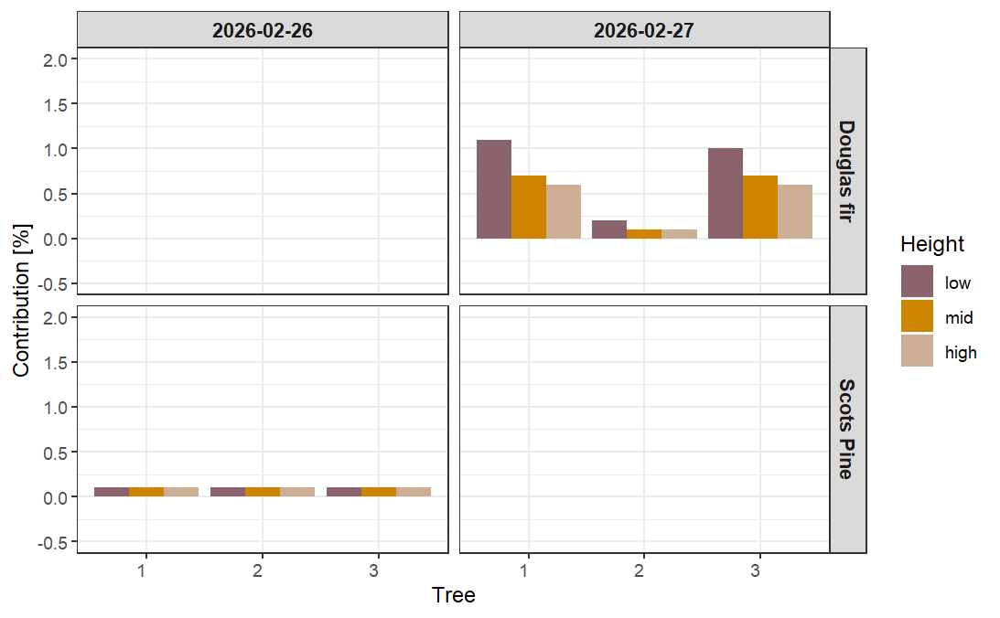 2026-02-26
2026-02-27
2.0
1.5
1.0
0.5
0.0
-0.5
Douglas fir
Contribution [%]
2.0
1.5
1.0
0.5
0.0
-0.5
Scots Pine
1 2 3
1 2 3
Tree
Height
low
mid
high